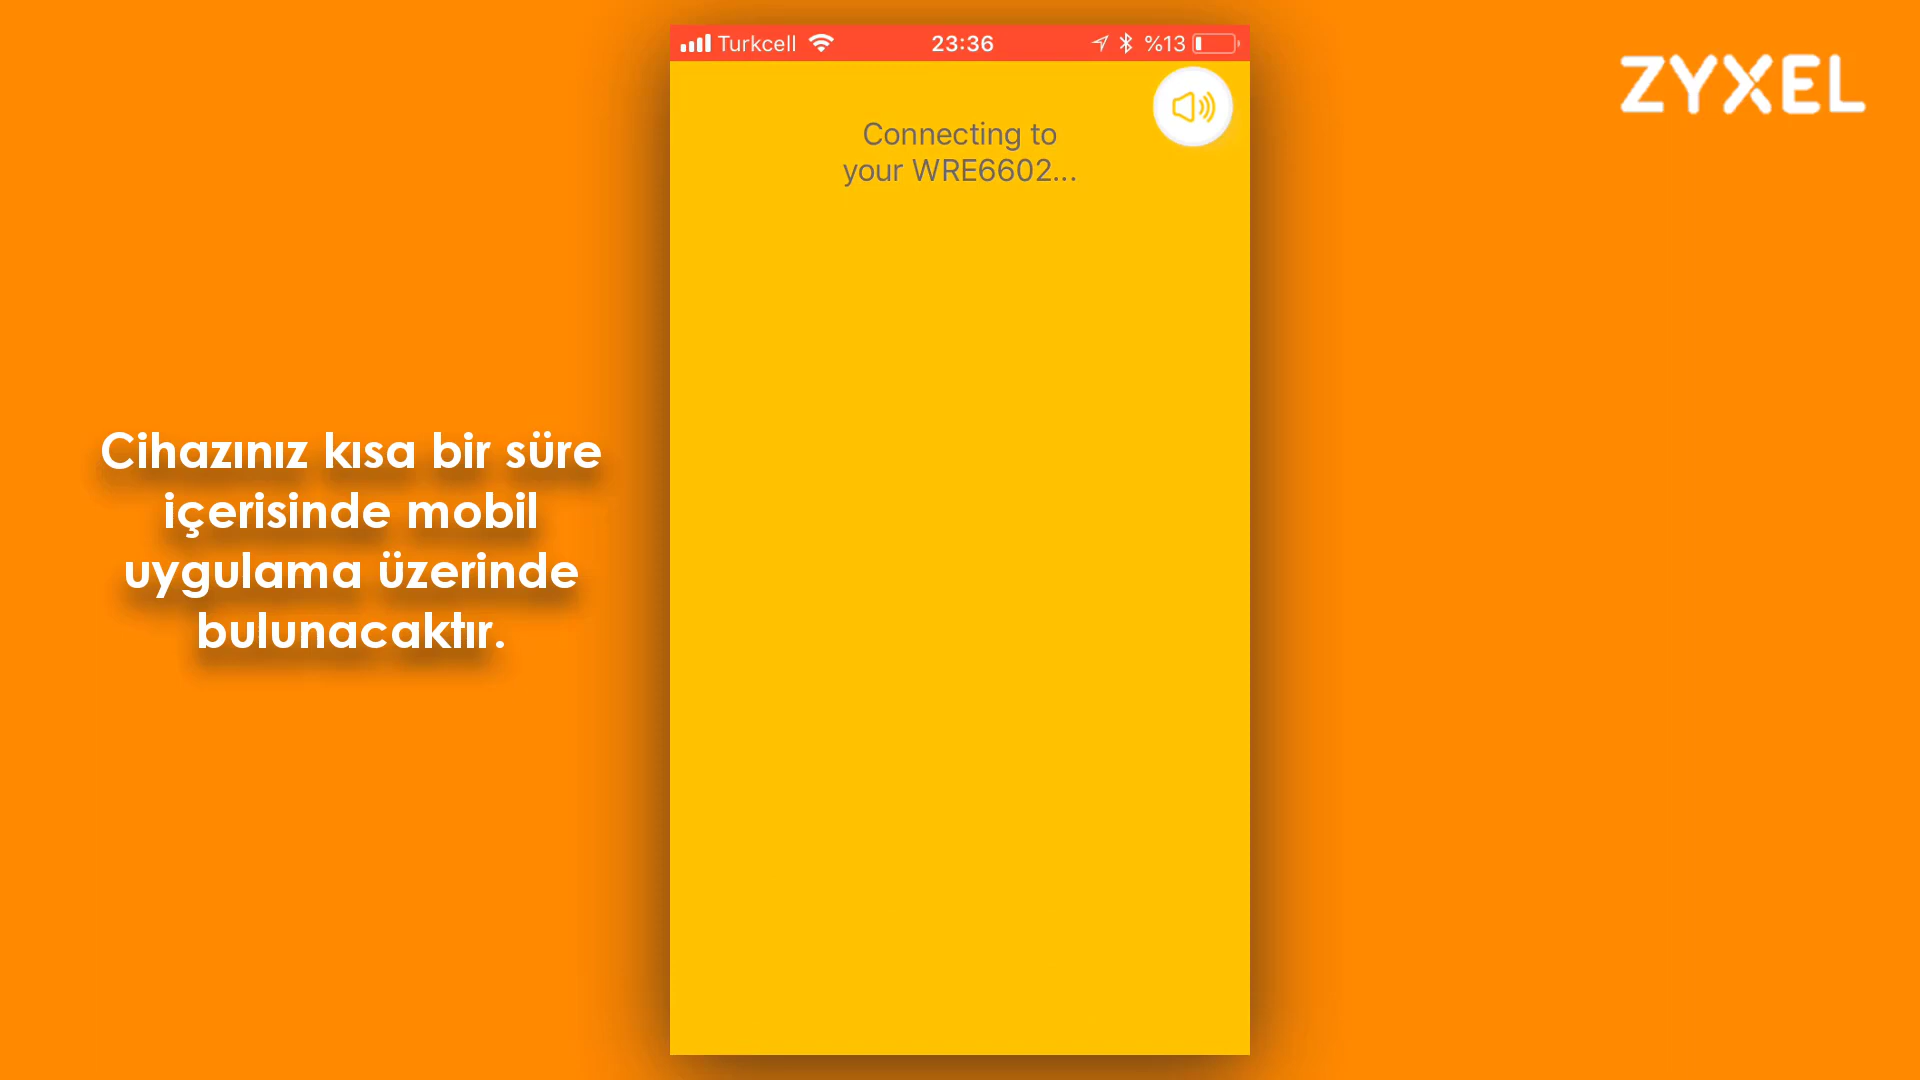 Turkcell 23:36 %13
ZYXEL
Connecting to
your WRE6602...
Cihazınız kısa bir süre
içerisinde mobil
uygulama üzerinde
bulunacaktır.